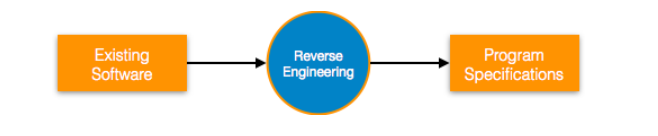 Existing
Software
Reverse
Engineering
Program
Specifications